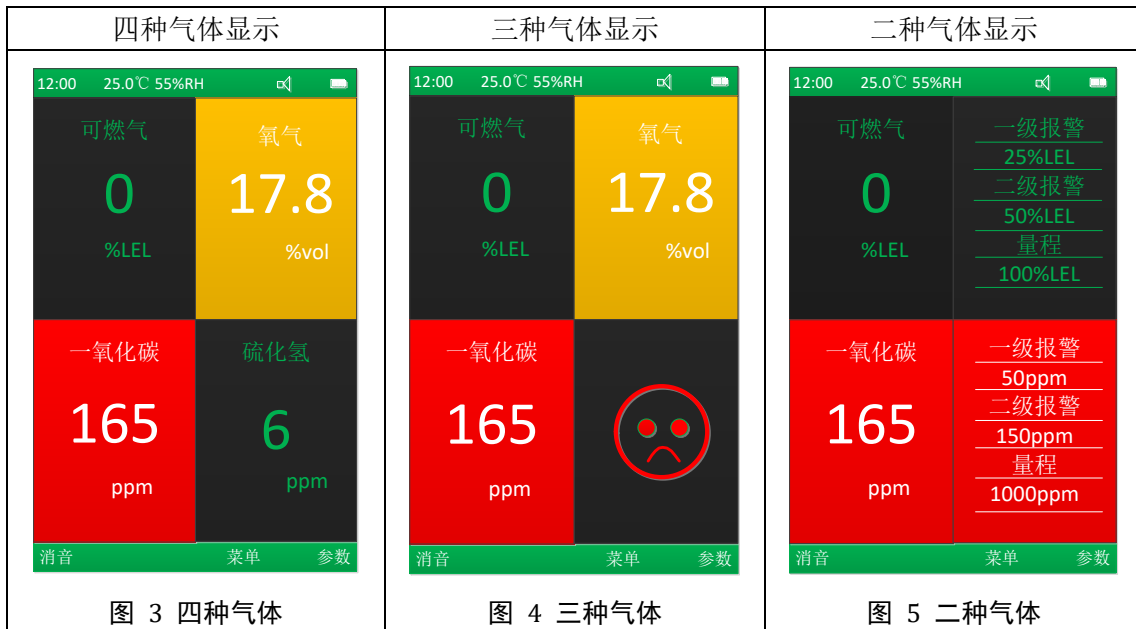 四种气体显示
三种气体显示
二种气体显示
12:00 25.0℃ 55%RH
可燃气 氧气
0 17.8
%LEL %vol
一氧化碳 硫化氢
165 6
ppm ppm
消音 菜单 参数
图 3 四种气体
12:00 25.0℃ 55%RH
可燃气 氧气
0 17.8
%LEL %vol
一氧化碳
165
ppm
消音 菜单 参数
图 4 三种气体
12:00 25.0℃ 55%RH
可燃气
0
%LEL
一级报警
25%LEL
二级报警
50%LEL
量程
100%LEL
一氧化碳
165
ppm
一级报警
50ppm
二级报警
150ppm
量程
1000ppm
消音 菜单 参数
图 5 二种气体